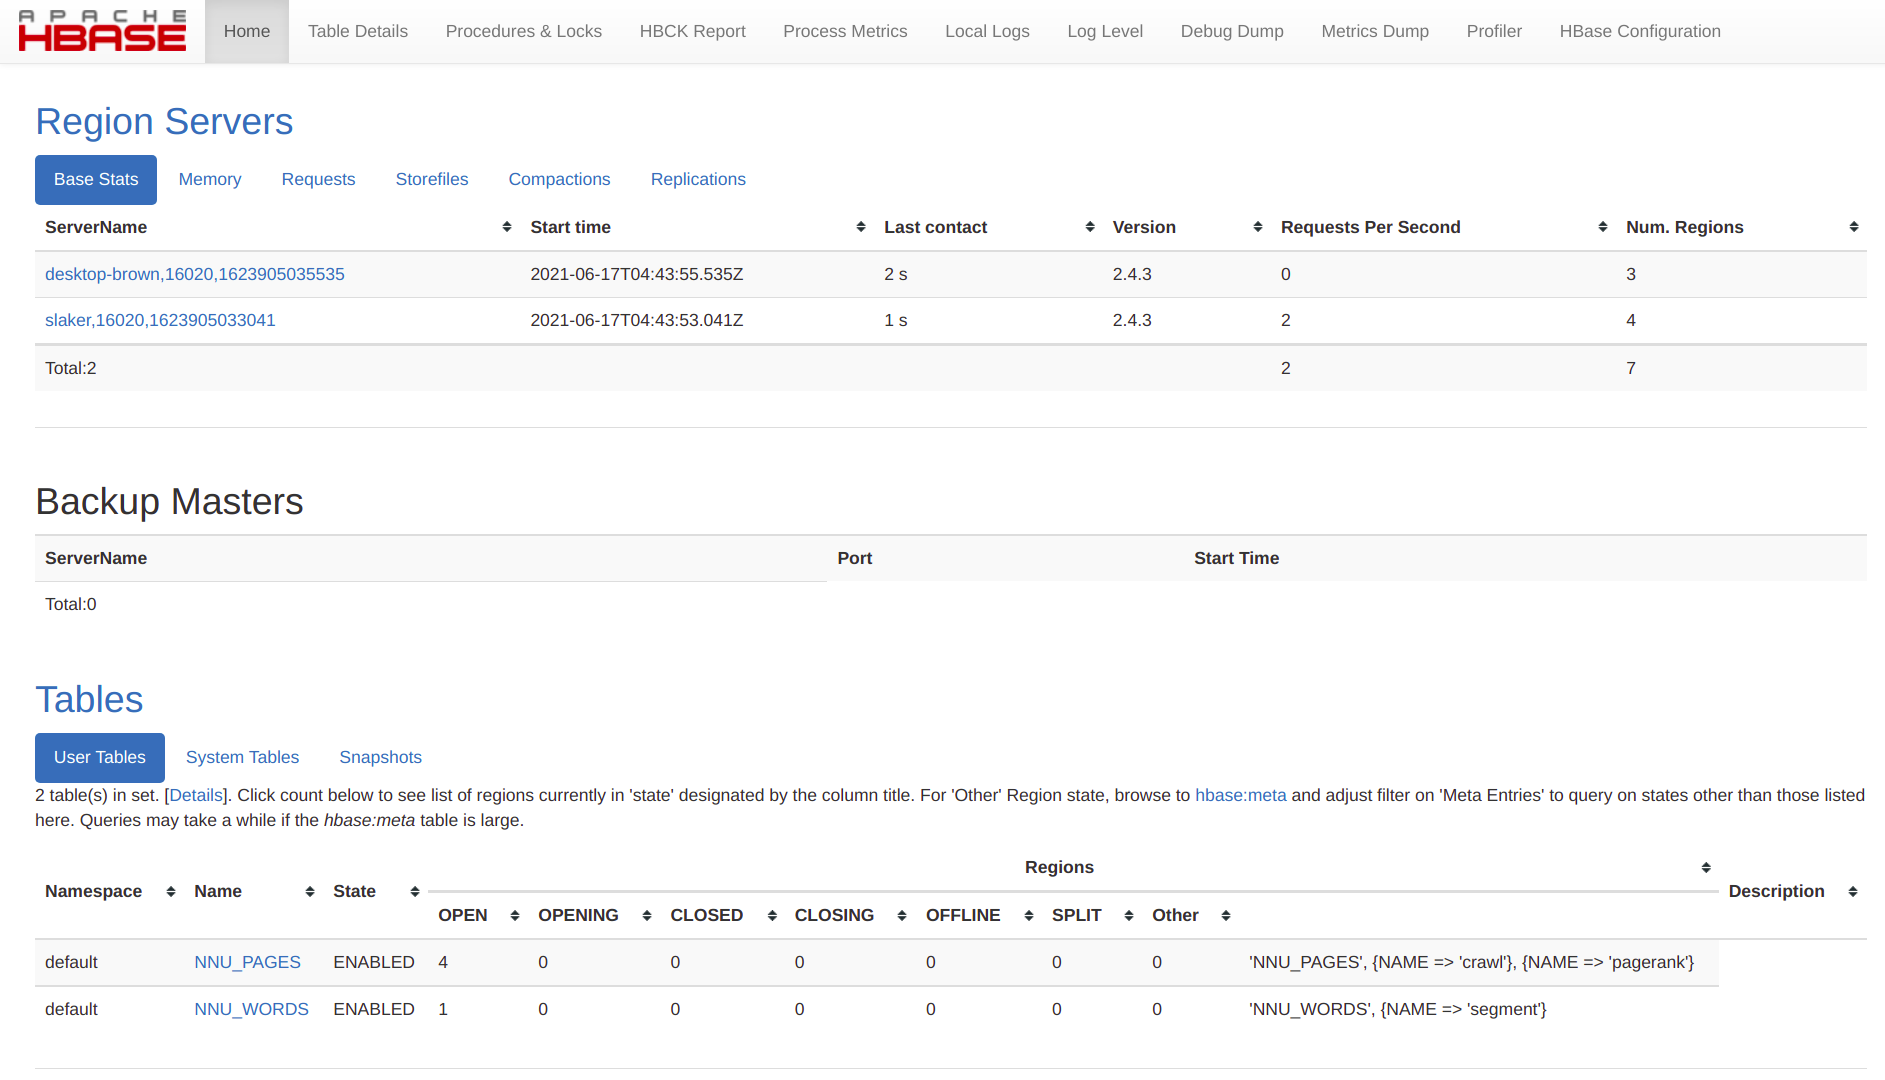 APACHE
HBASE
Home Table Details Procedures & Locks HBCK Report Process Metrics Local Logs Log Level Debug Dump Metrics Dump Profiler HBase Configuration
Region Servers
Base Stats Memory Requests Storefiles Compactions Replications
ServerName Start time Last contact Version Requests Per Second Num. Regions
desktop-brown,16020,1623905035535 2021-06-17T04:43:55.535Z 2 s 2.4.3 0 3
slaker,16020,1623905033041 2021-06-17T04:43:53.041Z 1 s 2.4.3 2 4
Total:2 2 7
Backup Masters
ServerName Port Start Time
Total:0
Tables
User Tables System Tables Snapshots
2 table(s) in set. [Details]. Click count below to see list of regions currently in 'state' designated by the column title. For 'Other' Region state, browse to hbase:meta and adjust filter on 'Meta Entries' to query on states other than those listed
here. Queries may take a while if the hbase:meta table is large.
Regions
Namespace Name State Description
OPEN OPENING CLOSED CLOSING OFFLINE SPLIT Other
default NNU_PAGES ENABLED 4 0 0 0 0 0 0 'NNU_PAGES', {NAME => 'crawl'}, {NAME => 'pagerank'}
default NNU_WORDS ENABLED 1 0 0 0 0 0 0 'NNU_WORDS', {NAME => 'segment'}